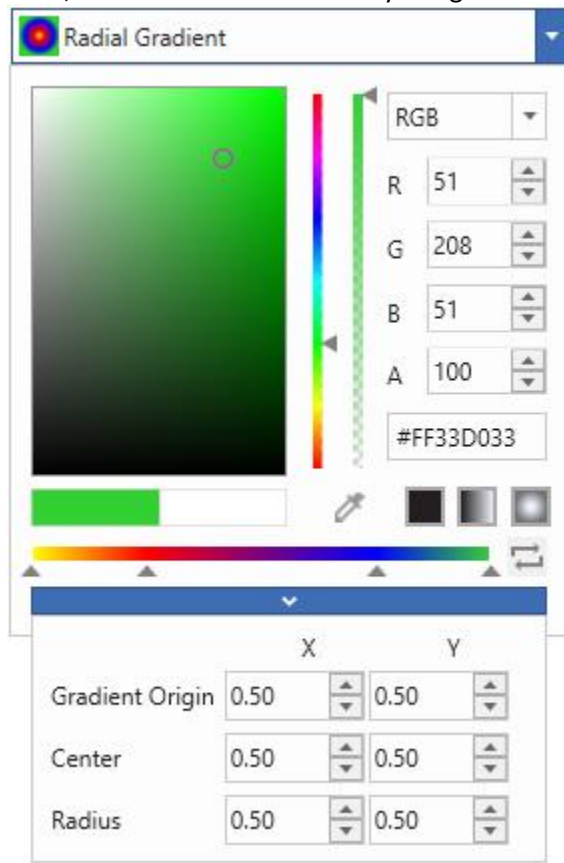 Radial Gradient
RGB
R 51
G 208
B 51
A 100
#FF33D033
X Y
Gradient Origin 0.50 0.50
Center 0.50 0.50
Radius 0.50 0.50